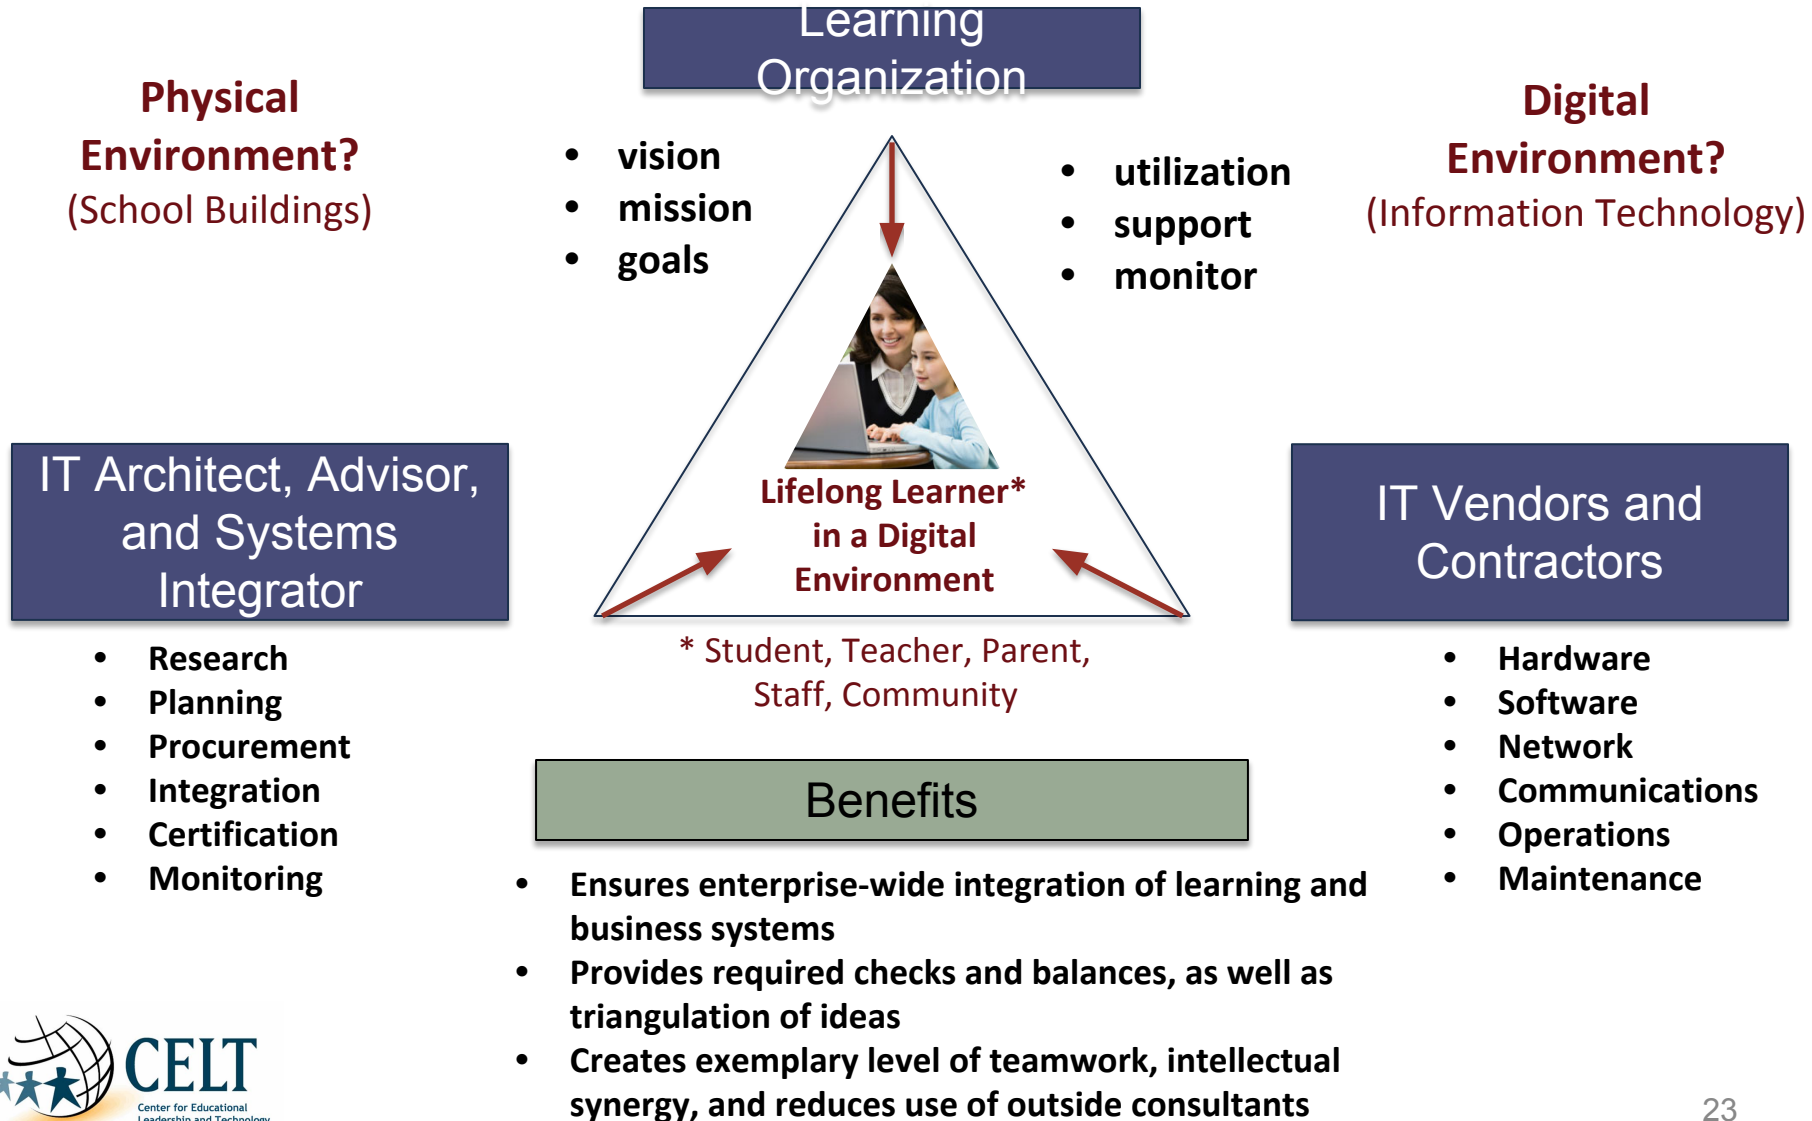 Learning
Organization
Physical
Environment?
(School Buildings)
Digital
Environment?
(Information Technology)
• vision
• mission
• goals
• utilization
• support
• monitor
IT Architect, Advisor,
and Systems
Integrator
• Research
• Planning
• Procurement
• Integration
• Certification
• Monitoring
Lifelong Learner*
in a Digital
Environment
* Student, Teacher, Parent,
Staff, Community
IT Vendors and
Contractors
• Hardware
• Software
• Network
• Communications
• Operations
• Maintenance
Benefits
• Ensures enterprise-wide integration of learning and
business systems
• Provides required checks and balances, as well as
triangulation of ideas
• Creates exemplary level of teamwork, intellectual
synergy, and reduces use of outside consultants
CELT
Center for Educational
Leadership and Technology
23